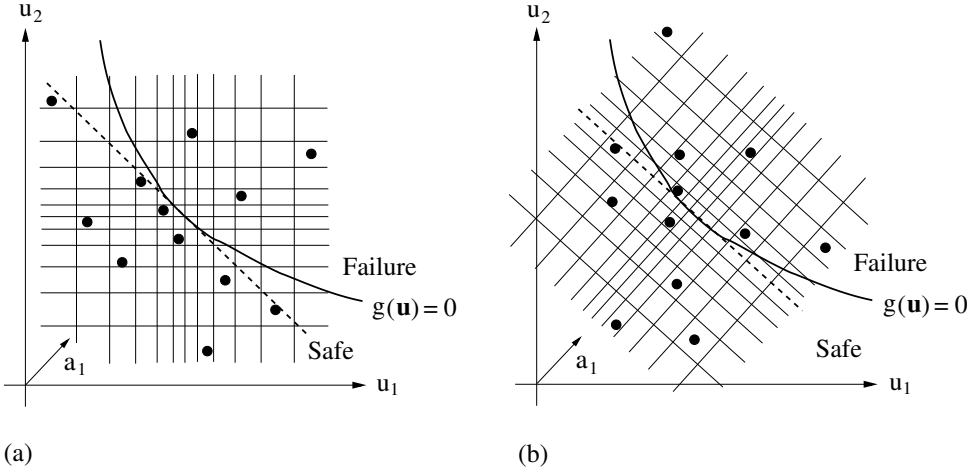 u2
Failure
g(u) = 0
Safe
a1
u1
(a)
u2
Failure
g(u) = 0
Safe
a1
u1
(b)